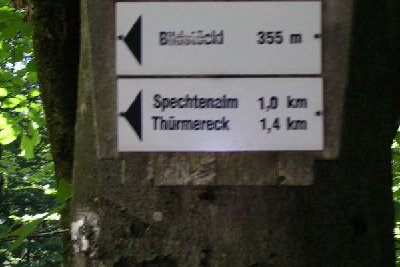 355 m
Spechtenalm 1,0 km
Thürmereck 1,4 km